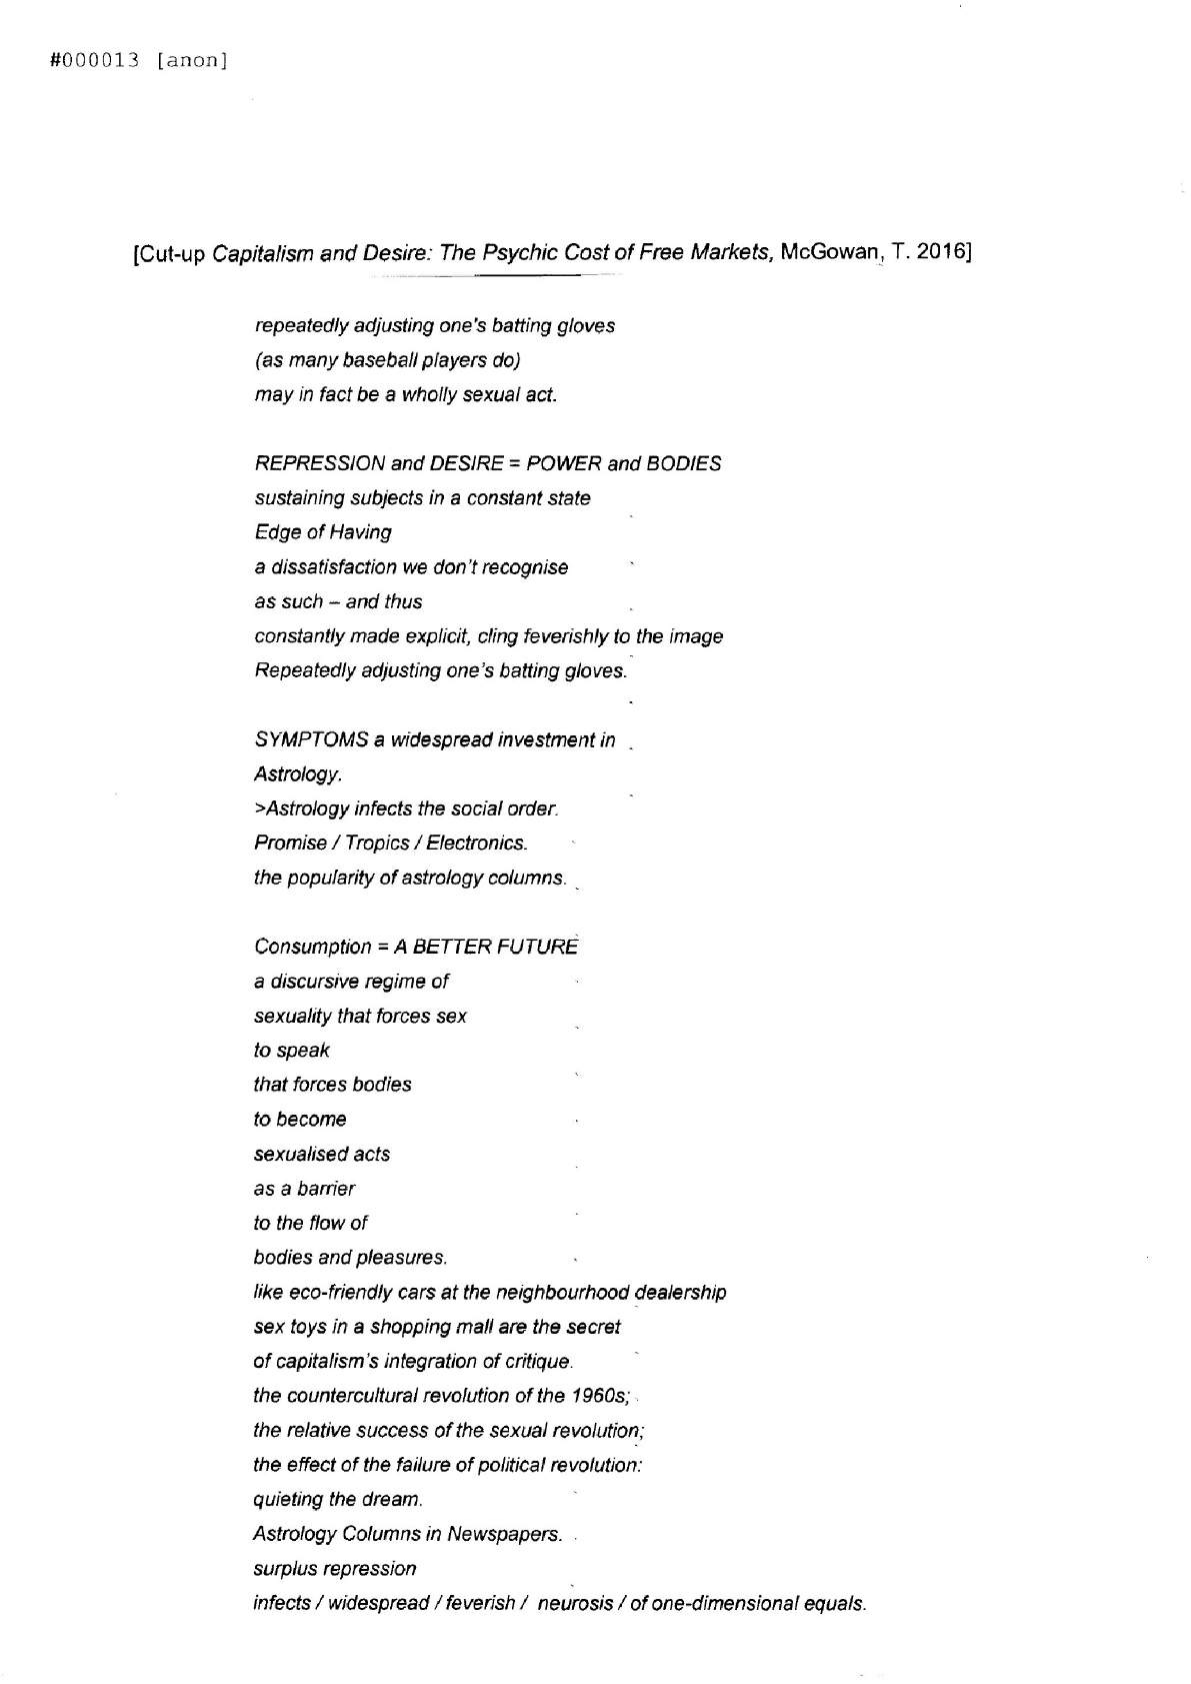 #000013 [anon]
[Cut-up Capitalism and Desire: The Psychic Cost of Free Markets, McGowan, T. 2016]
repeatedly adjusting one's batting gloves
(as many baseball players do)
may in fact be a wholly sexual act.
REPRESSION and DESIRE = POWER and BODIES
sustaining subjects in a constant state
Edge of Having
a dissatisfaction we don't recognise
as such – and thus
constantly made explicit, cling feverishly to the image
Repeatedly adjusting one's batting gloves.
SYMPTOMS a widespread investment in
Astrology.
>Astrology infects the social order.
Promise / Tropics / Electronics.
the popularity of astrology columns.
Consumption = A BETTER FUTURE
a discursive regime of
sexuality that forces sex
to speak
that forces bodies
to become
sexualised acts
as a barrier
to the flow of
bodies and pleasures.
like eco-friendly cars at the neighbourhood dealership
sex toys in a shopping mall are the secret
of capitalism's integration of critique.
the countercultural revolution of the 1960s;
the relative success of the sexual revolution;
the effect of the failure of political revolution:
quieting the dream.
Astrology Columns in Newspapers.
surplus repression
infects / widespread / feverish / neurosis / of one-dimensional equals.